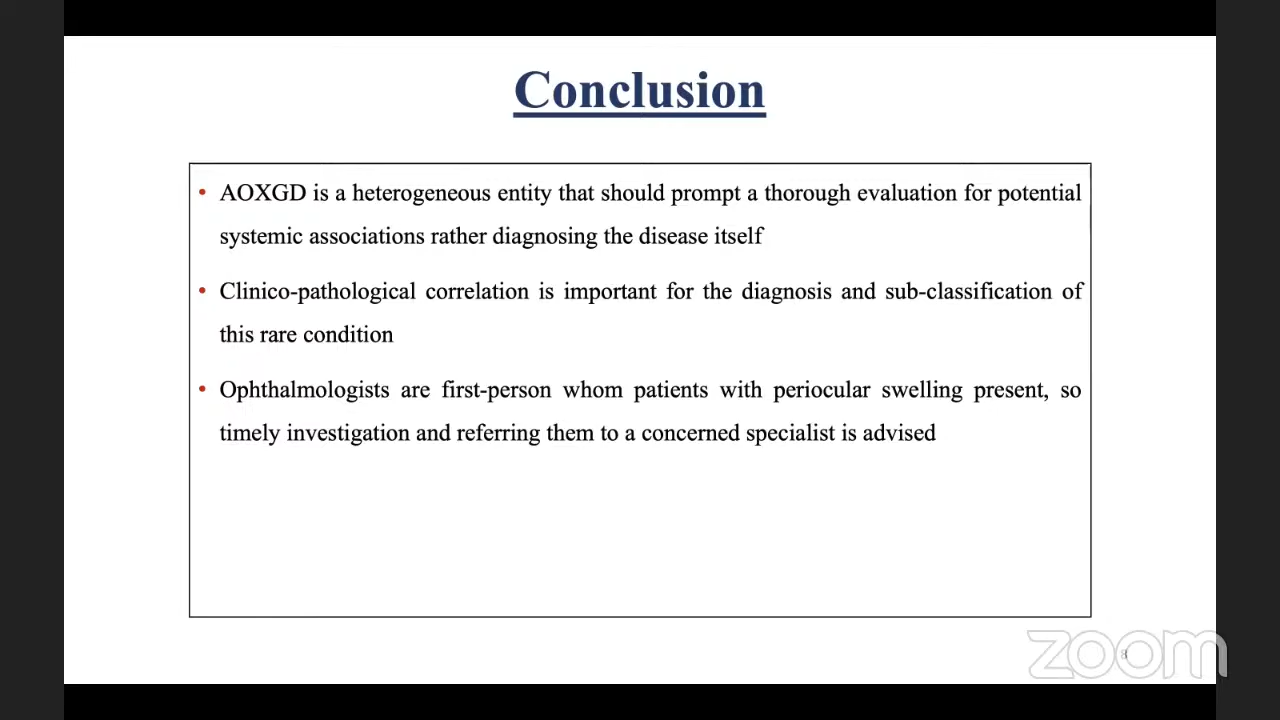 Conclusion
• AOXGD is a heterogeneous entity that should prompt a thorough evaluation for potential
systemic associations rather diagnosing the disease itself
• Clinico-pathological correlation is important for the diagnosis and sub-classification of
this rare condition
• Ophthalmologists are first-person whom patients with periocular swelling present, so
timely investigation and referring them to a concerned specialist is advised
zoom
8